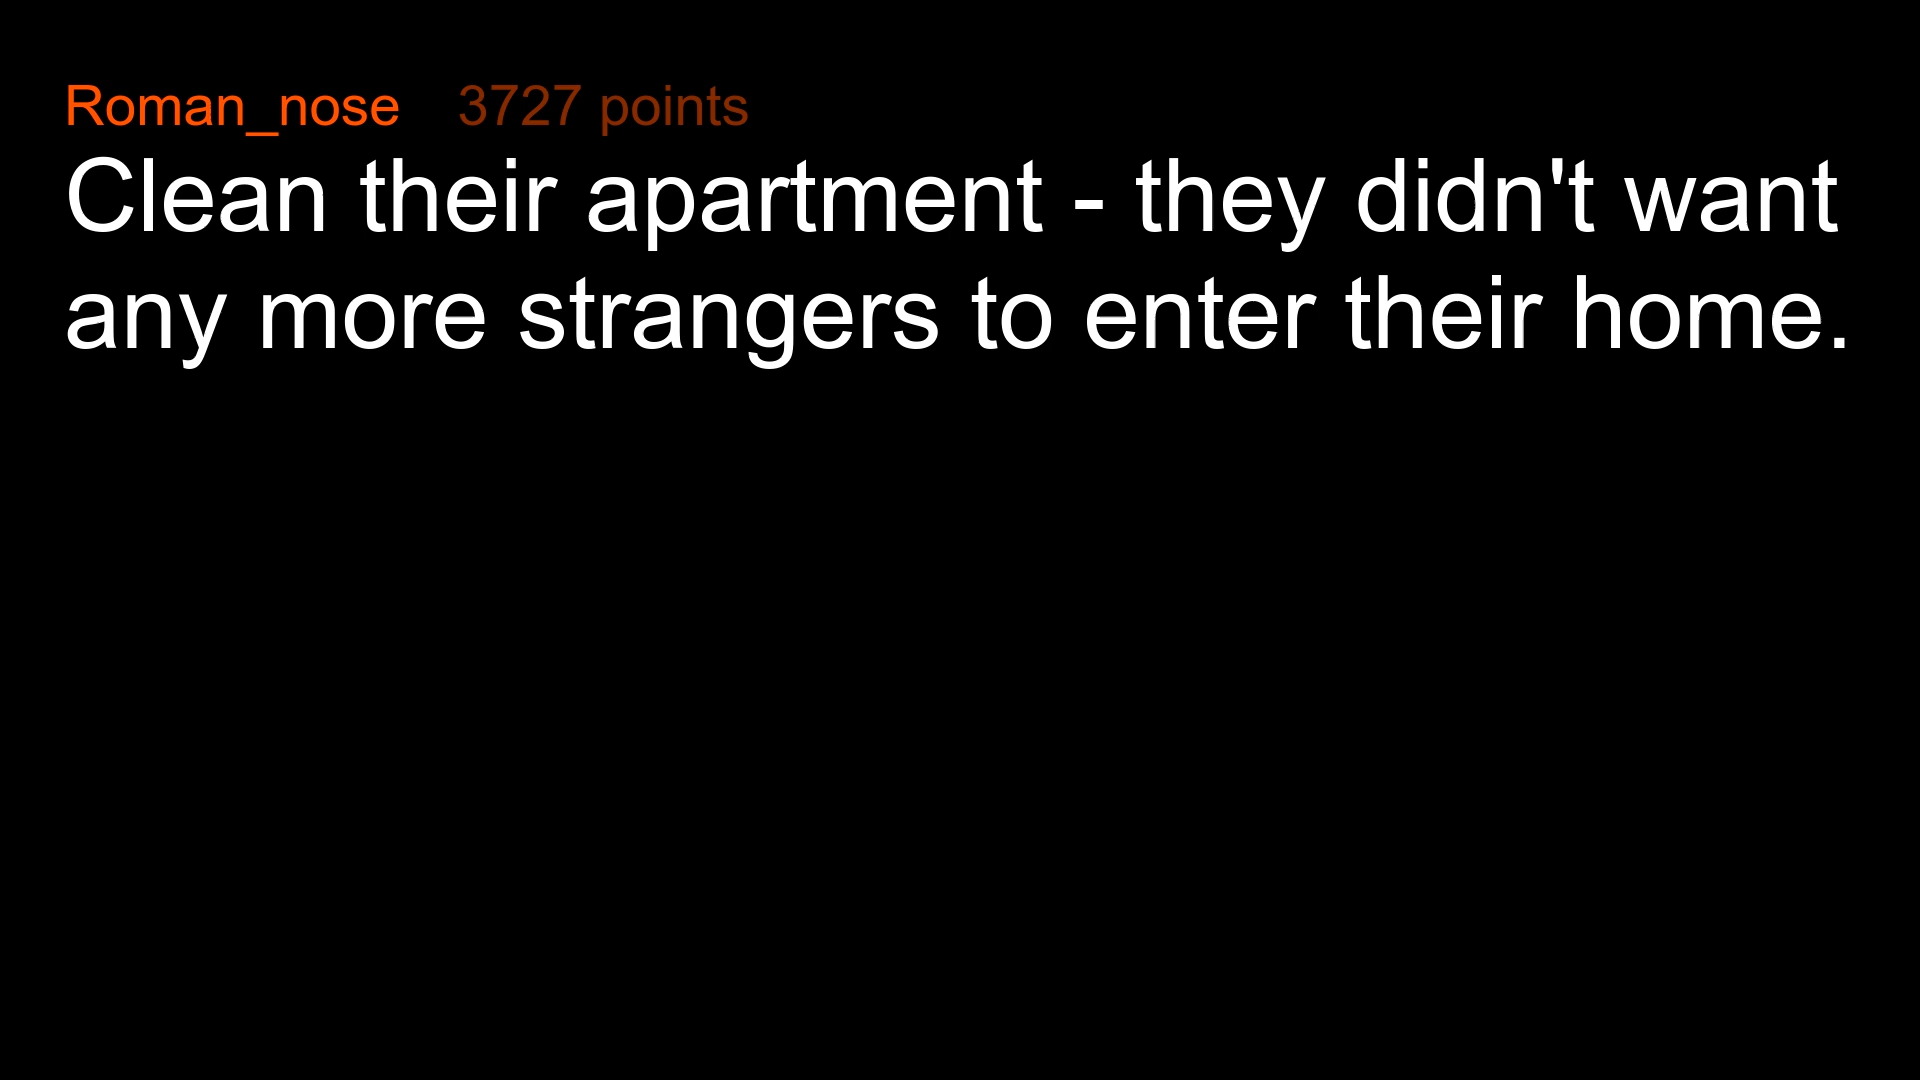 Roman_nose 3727 points
Clean their apartment - they didn't want
any more strangers to enter their home.